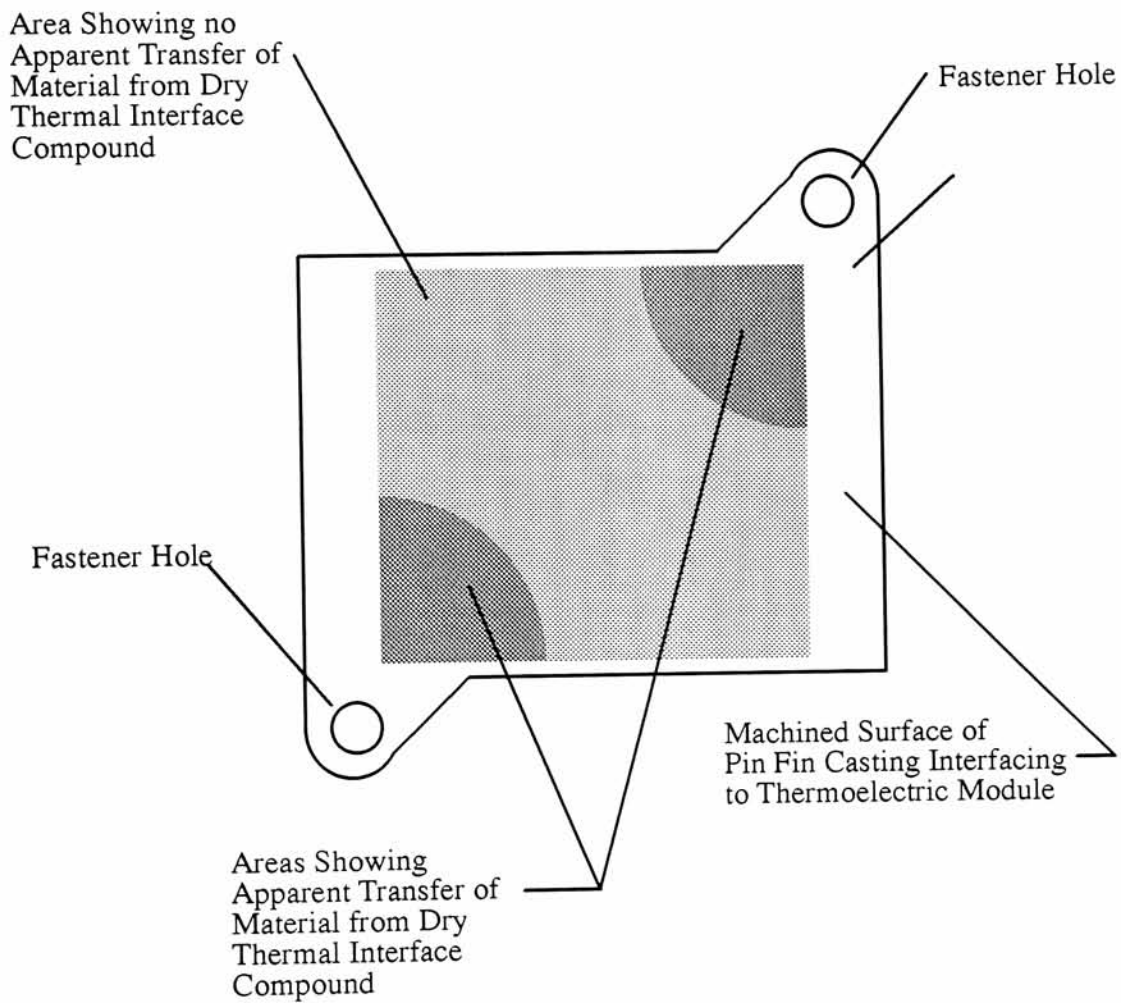 Area Showing no
Apparent Transfer of
Material from Dry
Thermal Interface
Compound
Fastener Hole
Fastener Hole
Machined Surface of
Pin Fin Casting Interfacing
to Thermoelectric Module
Areas Showing
Apparent Transfer of
Material from Dry
Thermal Interface
Compound